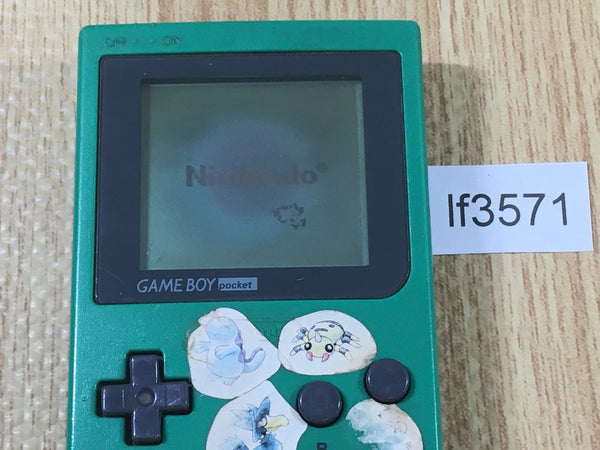 OFF ON
Nintendo®
lf3571
GAME BOY pocket
B